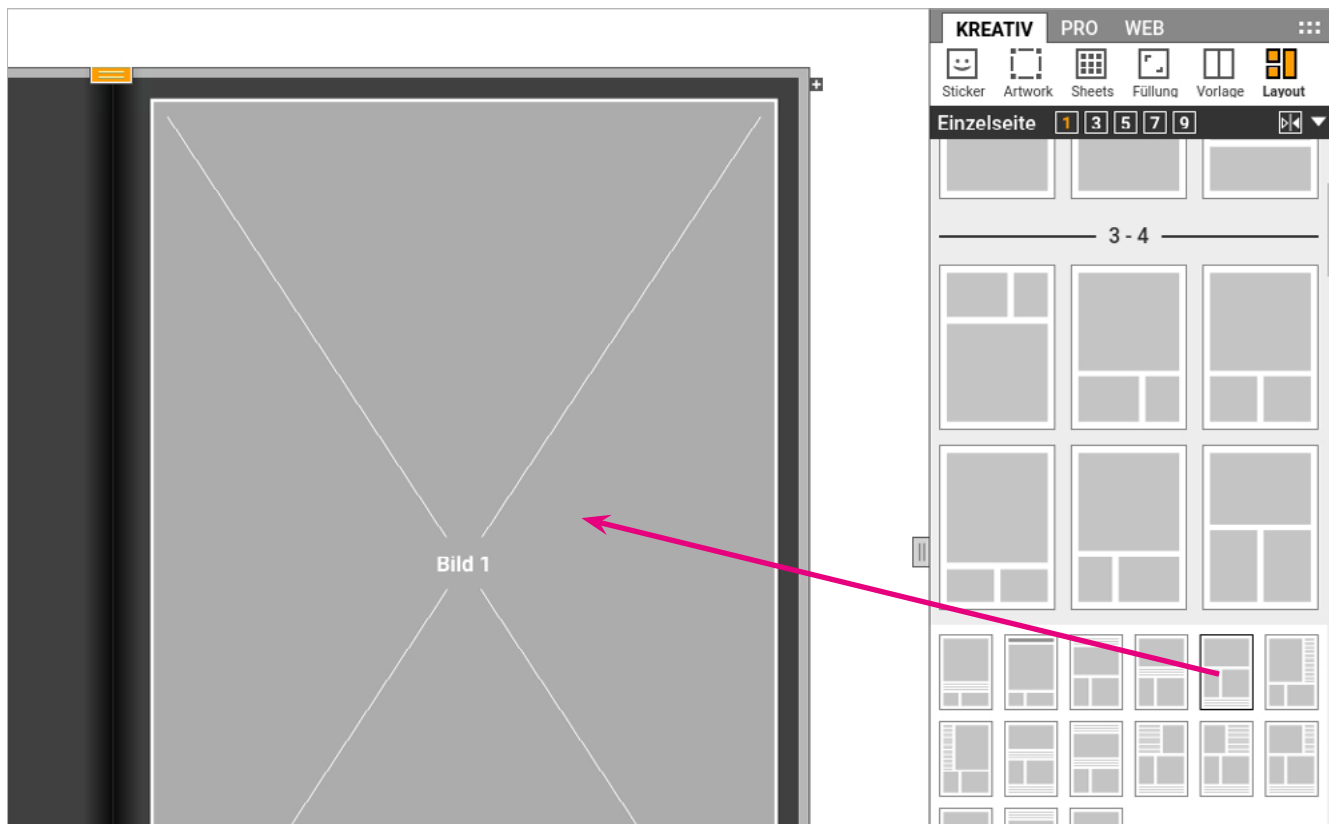 KREATIV PRO WEB
Sticker Artwork Sheets Füllung Vorlage Layout
Einzelseite 1 3 5 7 9
3 - 4
Bild 1